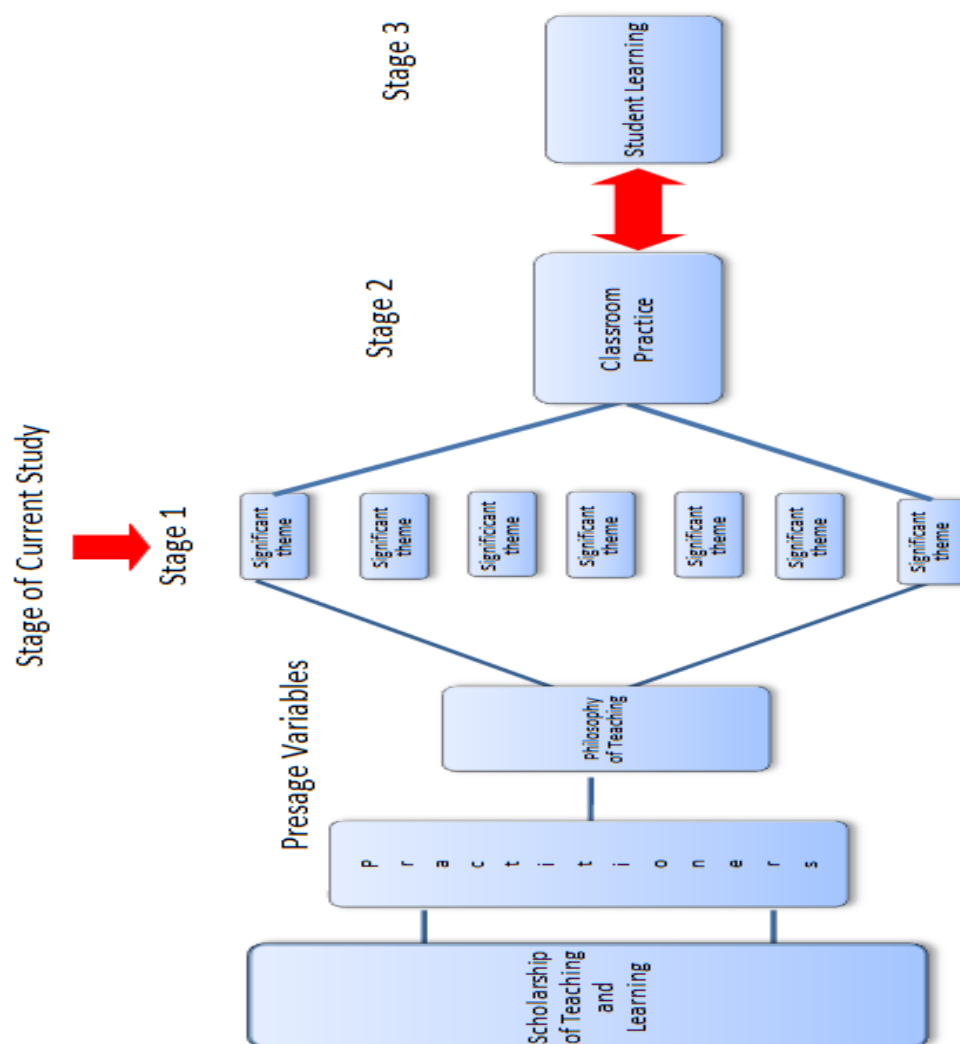 Stage of Current Study
Presage Variables
Stage 1
Stage 2
Stage 3
Scholarship
of Teaching
and
Learning
P
r
a
c
t
i
t
i
o
n
e
r
s
Philosophy
of Teaching
Significant
theme
Significant
theme
Significicant
theme
Significant
theme
Significant
theme
Significant
theme
Significant
theme
Classroom
Practice
Student Learning